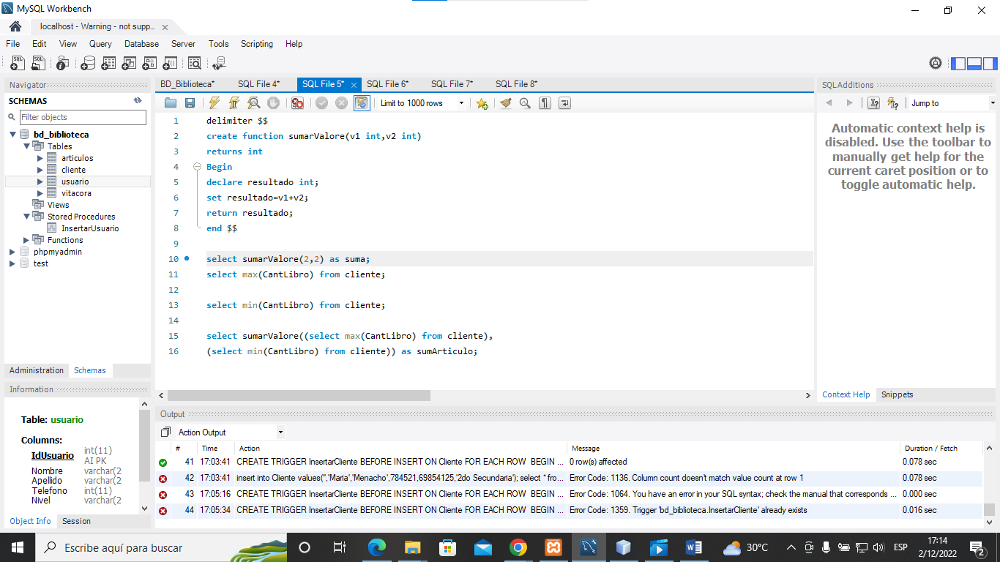 MySQL Workbench
localhost - Warning - not supp...
File Edit View Query Database Server Tools Scripting Help
Navigator
SCHEMAS
Filter objects
bd_biblioteca
Tables
articulos
cliente
usuario
vitacora
Views
Stored Procedures
InsertarUsuario
Functions
phpmyadmin
test
Administration Schemas
Information
Table: usuario
Columns:
IdUsuario int(11)
AI PK
Nombre varchar(2
Apellido varchar(2
Telefono int(11)
Nivel varchar(2
Object Info Session
BD_Biblioteca* SQL File 4* SQL File 5* SQL File 6* SQL File 7* SQL File 8*
Limit to 1000 rows
1 delimiter $$
2 create function sumarValore(v1 int,v2 int)
3 returns int
4 Begin
5 declare resultado int;
6 set resultado=v1+v2;
7 return resultado;
8 end $$
9
10 select sumarValore(2,2) as suma;
11 select max(CantLibro) from cliente;
12
13 select min(CantLibro) from cliente;
14
15 select sumarValore((select max(CantLibro) from cliente),
16 (select min(CantLibro) from cliente)) as sumArticulo;
SQLAdditions
Jump to
Automatic context help is
disabled. Use the toolbar to
manually get help for the
current caret position or to
toggle automatic help.
Context Help Snippets
Output
Action Output
# Time Action Message Duration / Fetch
41 17:03:41 CREATE TRIGGER InsertarCliente BEFORE INSERT ON Cliente FOR EACH ROW BEGIN ... 0 row(s) affected 0.078 sec
42 17:03:41 insert into Cliente values('','Maria','Menacho',784521,69854125,'2do Secundaria'); select * fro... Error Code: 1136. Column count doesn't match value count at row 1 0.078 sec
43 17:05:16 CREATE TRIGGER InsertarCliente BEFORE INSERT ON Cliente FOR EACH ROW BEGIN ... Error Code: 1064. You have an error in your SQL syntax; check the manual that corresponds ... 0.000 sec
44 17:05:34 CREATE TRIGGER InsertarCliente BEFORE INSERT ON Cliente FOR EACH ROW BEGIN ... Error Code: 1359. Trigger 'bd_biblioteca.InsertarCliente' already exists 0.016 sec
Escribe aquí para buscar
30°C
ESP
17:14
2/12/2022
2